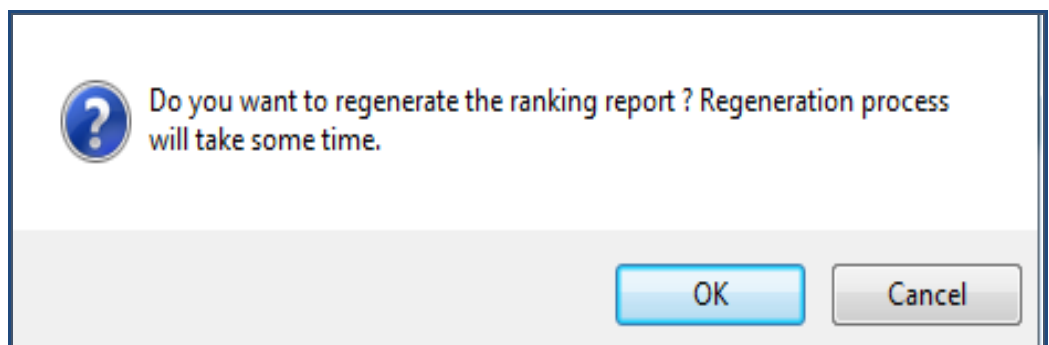 Do you want to regenerate the ranking report ? Regeneration process
will take some time.
OK Cancel